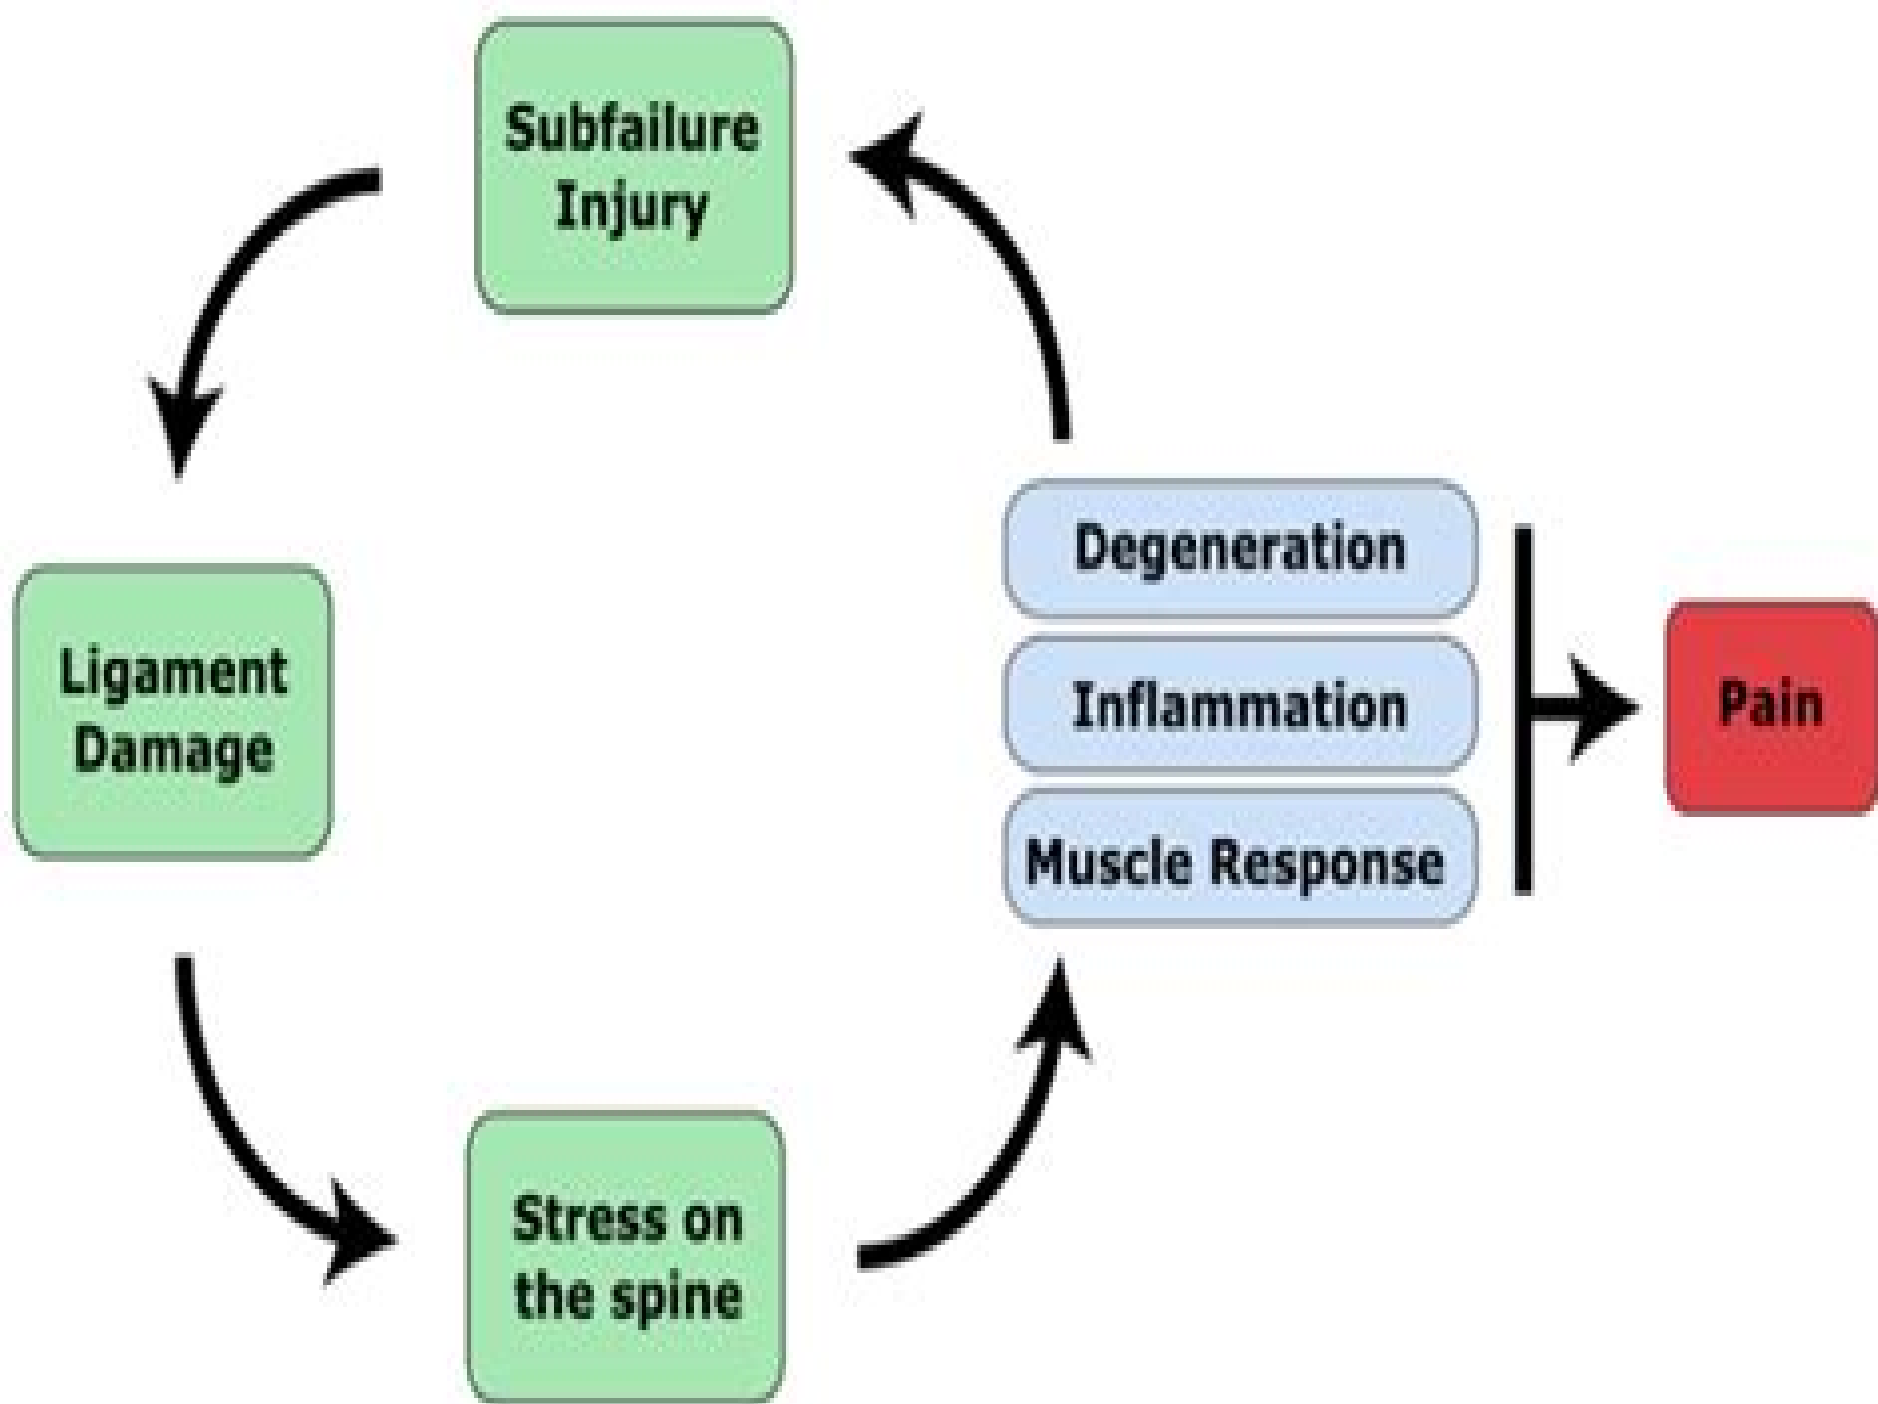 Subfailure
Injury
Ligament
Damage
Stress on
the spine
Degeneration
Inflammation
Muscle Response
Pain